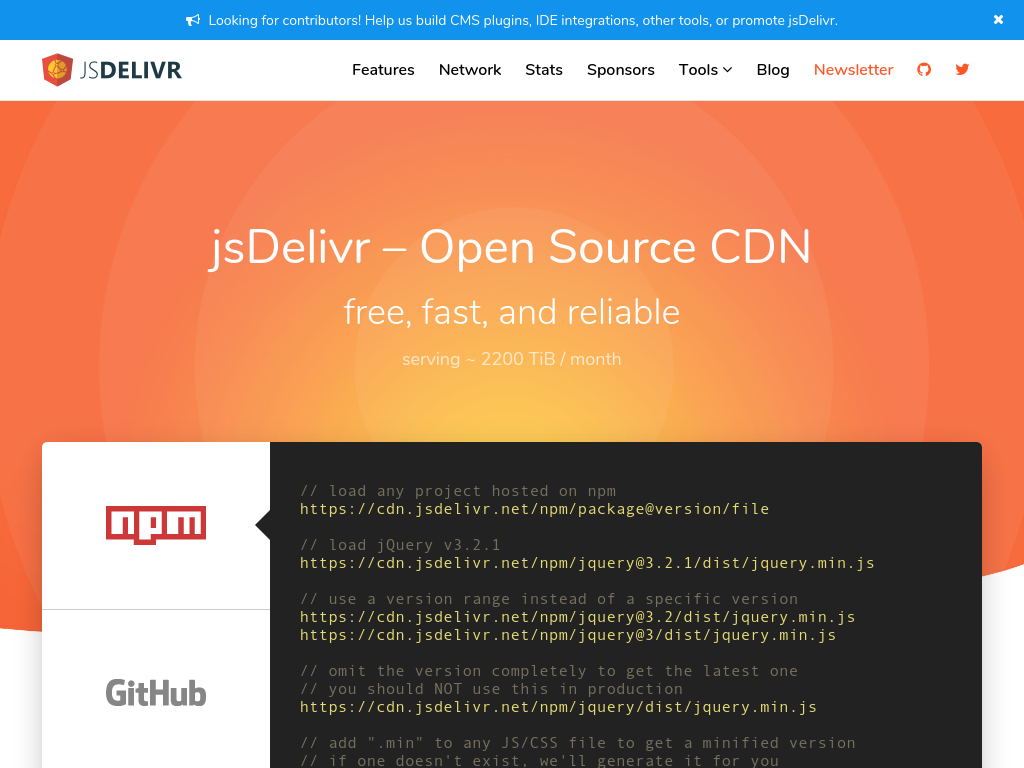 Looking for contributors! Help us build CMS plugins, IDE integrations, other tools, or promote jsDelivr.
JSDELIVR
Features Network Stats Sponsors Tools Blog Newsletter
jsDelivr – Open Source CDN
free, fast, and reliable
serving ~ 2200 TiB / month
npm
// load any project hosted on npm
https://cdn.jsdelivr.net/npm/package@version/file
// load jQuery v3.2.1
https://cdn.jsdelivr.net/npm/jquery@3.2.1/dist/jquery.min.js
// use a version range instead of a specific version
https://cdn.jsdelivr.net/npm/jquery@3.2/dist/jquery.min.js
https://cdn.jsdelivr.net/npm/jquery@3/dist/jquery.min.js
GitHub
// omit the version completely to get the latest one
// you should NOT use this in production
https://cdn.jsdelivr.net/npm/jquery/dist/jquery.min.js
// add ".min" to any JS/CSS file to get a minified version
// if one doesn't exist, we'll generate it for you